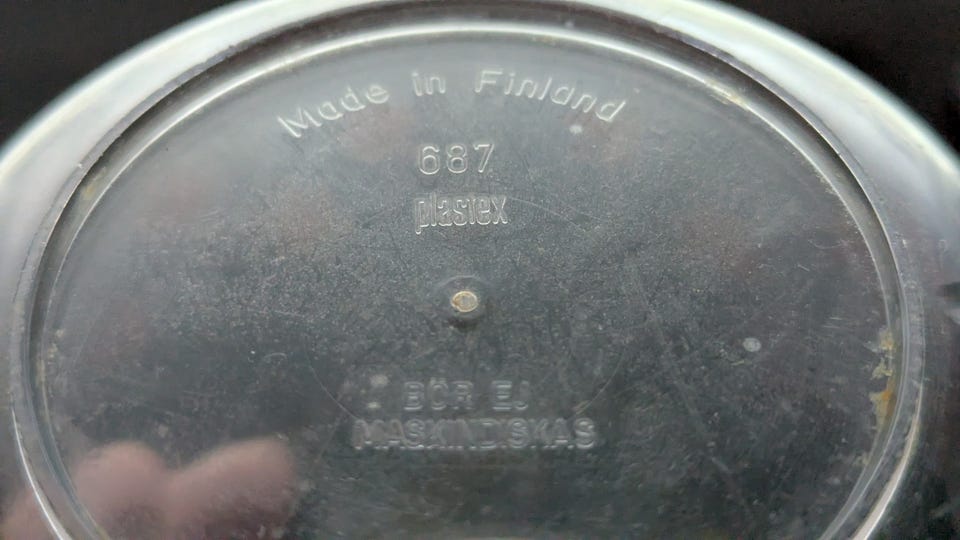 Made in Finland
687
plastex
BÖR EJ
MASKINDISKAS